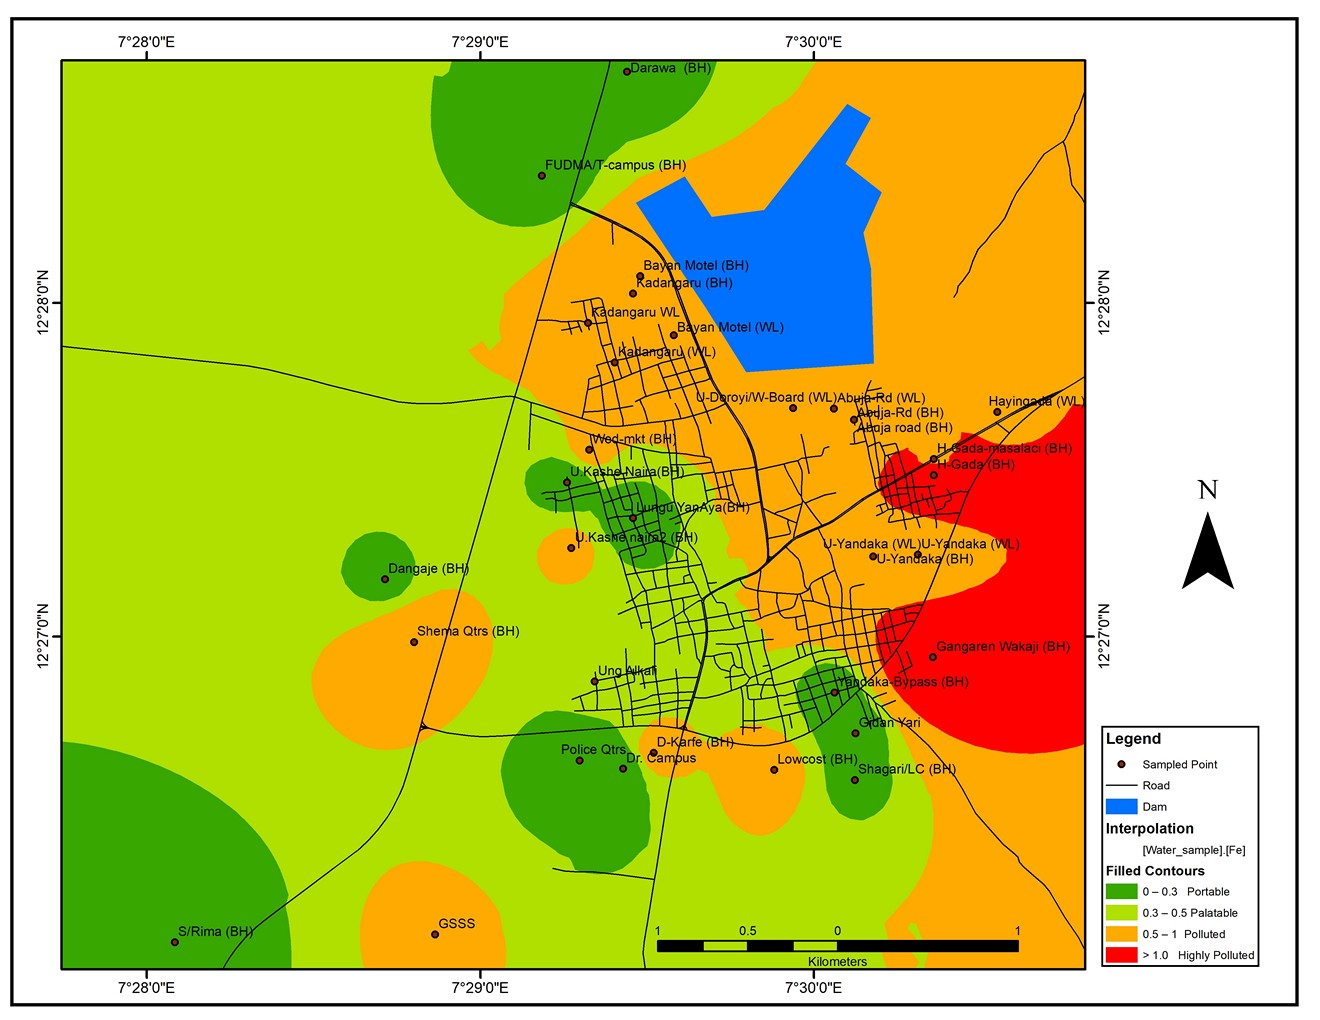 7°28'0"E
7°29'0"E
7°30'0"E
Darawa (BH)
FUDMA/T-campus (BH)
Bayan Motel (BH)
Kadangaru (BH)
12°28'0"N
12°28'0"N
Kadangaru WL
Bayan Motel (WL)
Kadangaru (WL)
U-Doroyi/W-Board (WL)
Abuja-Rd (WL)
Hayingada (WL)
Abuja-Rd (BH)
Abuja road (BH)
Wed-mkt (BH)
H-Gada-masalaci (BH)
H-Gada (BH)
U.Kashe Naira(BH)
Lungu YanAya(BH)
N
U.Kashe naira2 (BH)
U-Yandaka (WL)
U-Yandaka (WL)
U-Yandaka (BH)
Dangaje (BH)
12°27'0"N
12°27'0"N
Shema Qtrs (BH)
Gangaren Wakaji (BH)
Ung Alkali
Yandaka-Bypass (BH)
Gidan Yari
D-Karfe (BH)
Police Qtrs
Dr. Campus
Lowcost (BH)
Shagari/LC (BH)
Legend
Sampled Point
Road
Dam
Interpolation
[Water_sample].[Fe]
Filled Contours
0 – 0.3 Portable
0.3 – 0.5 Palatable
0.5 – 1 Polluted
> 1.0 Highly Polluted
S/Rima (BH)
GSSS
1 0.5 0 1
Kilometers
7°28'0"E
7°29'0"E
7°30'0"E